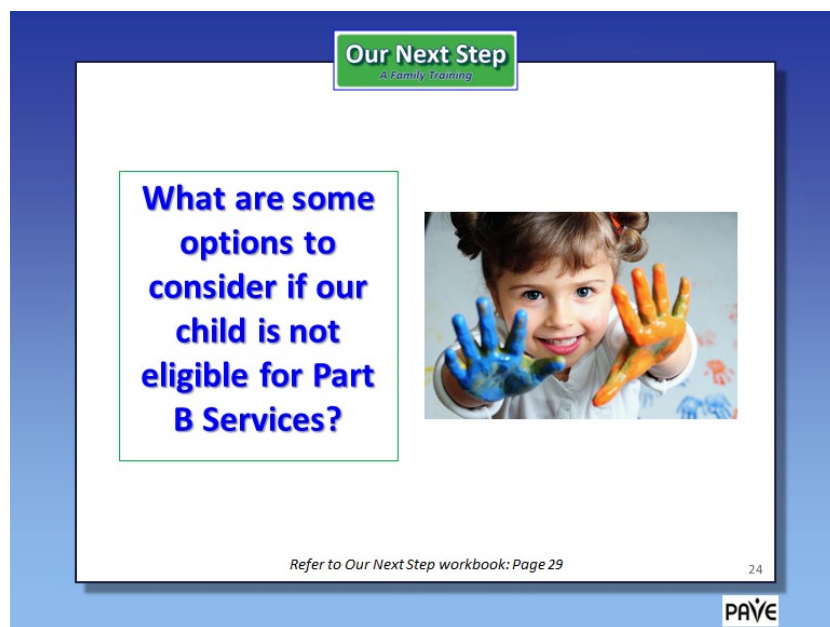 Our Next Step
A Family Training
What are some
options to
consider if our
child is not
eligible for Part
B Services?
Refer to Our Next Step workbook: Page 29
24
PAVE